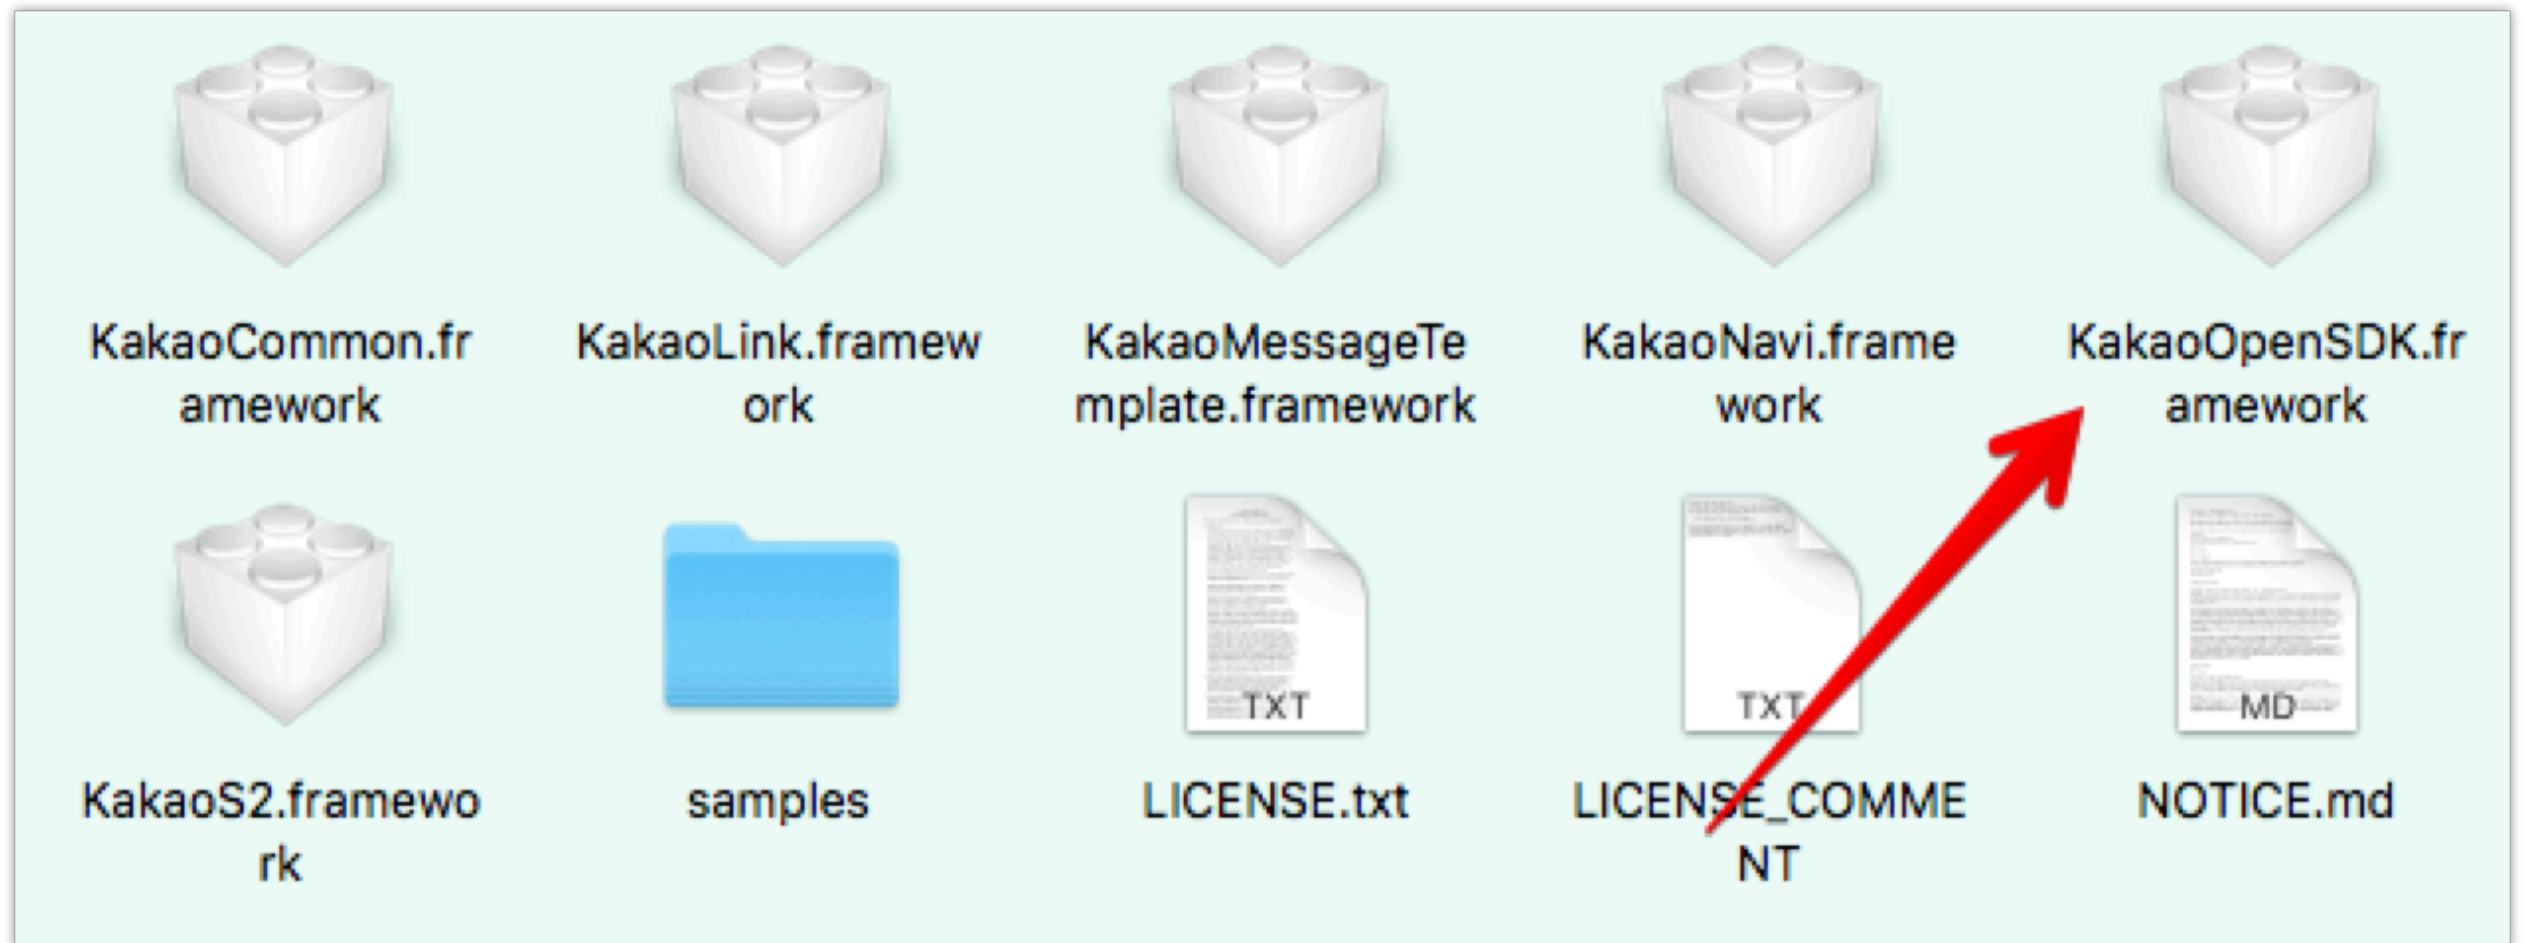 KakaoCommon.fr
amework
KakaoLink.framew
ork
KakaoMessageTe
mplate.framework
KakaoNavi.frame
work
KakaoOpenSDK.fr
amework
KakaoS2.framewo
rk
samples
TXT
LICENSE.txt
TXT
LICENSE_COMME
NT
MD
NOTICE.md